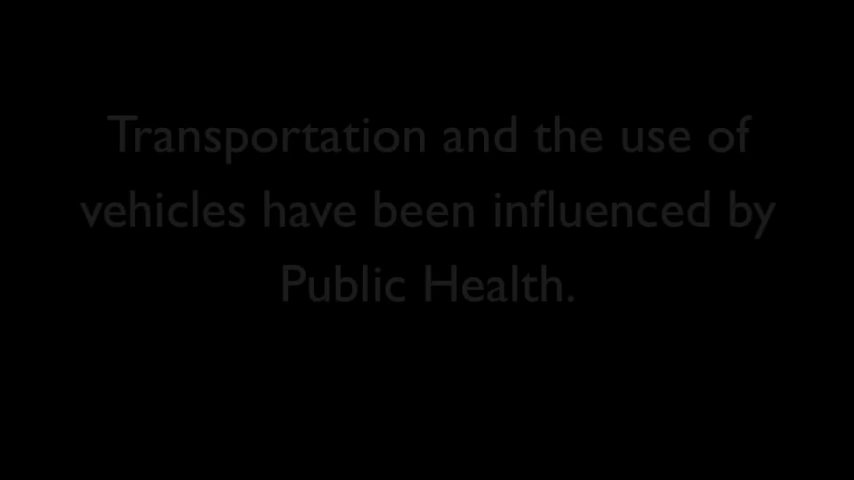 Transportation and the use of
vehicles have been influenced by
Public Health.